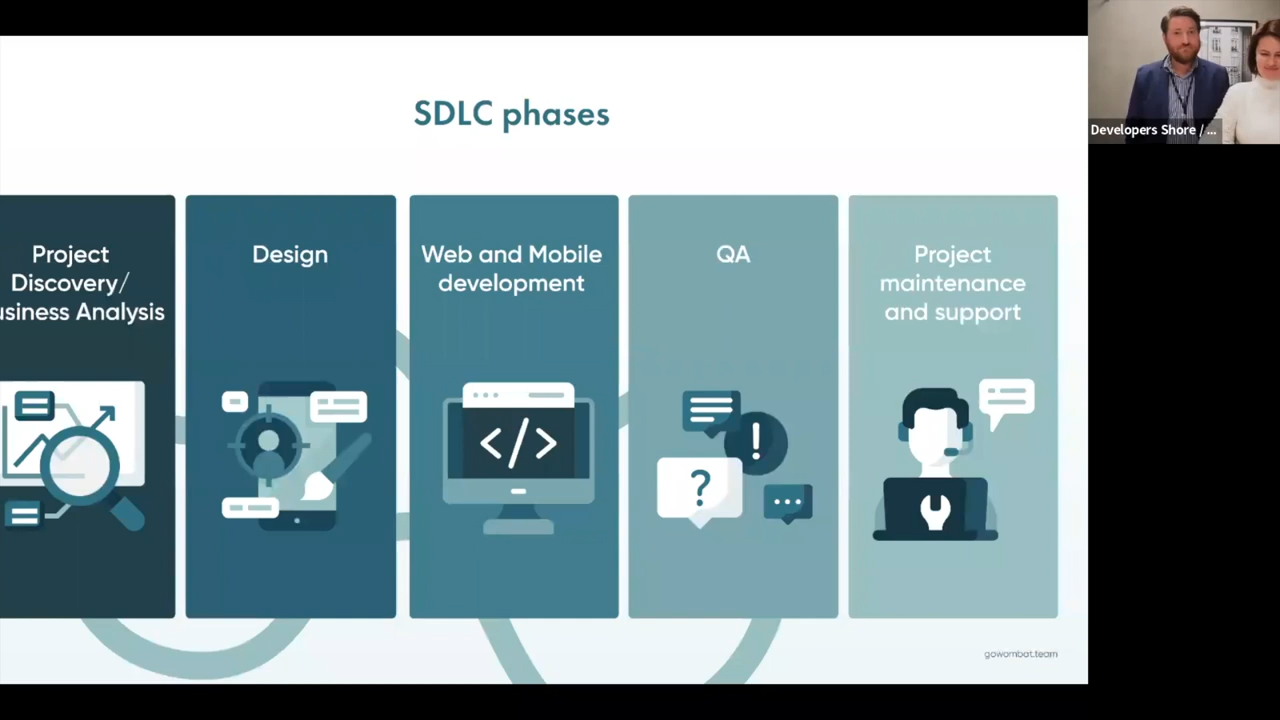 SDLC phases
Project
Discovery/
usiness Analysis
Design
Web and Mobile
development
QA
Project
maintenance
and support
</>
!
?
gowombat.team
Developers Shore / ...